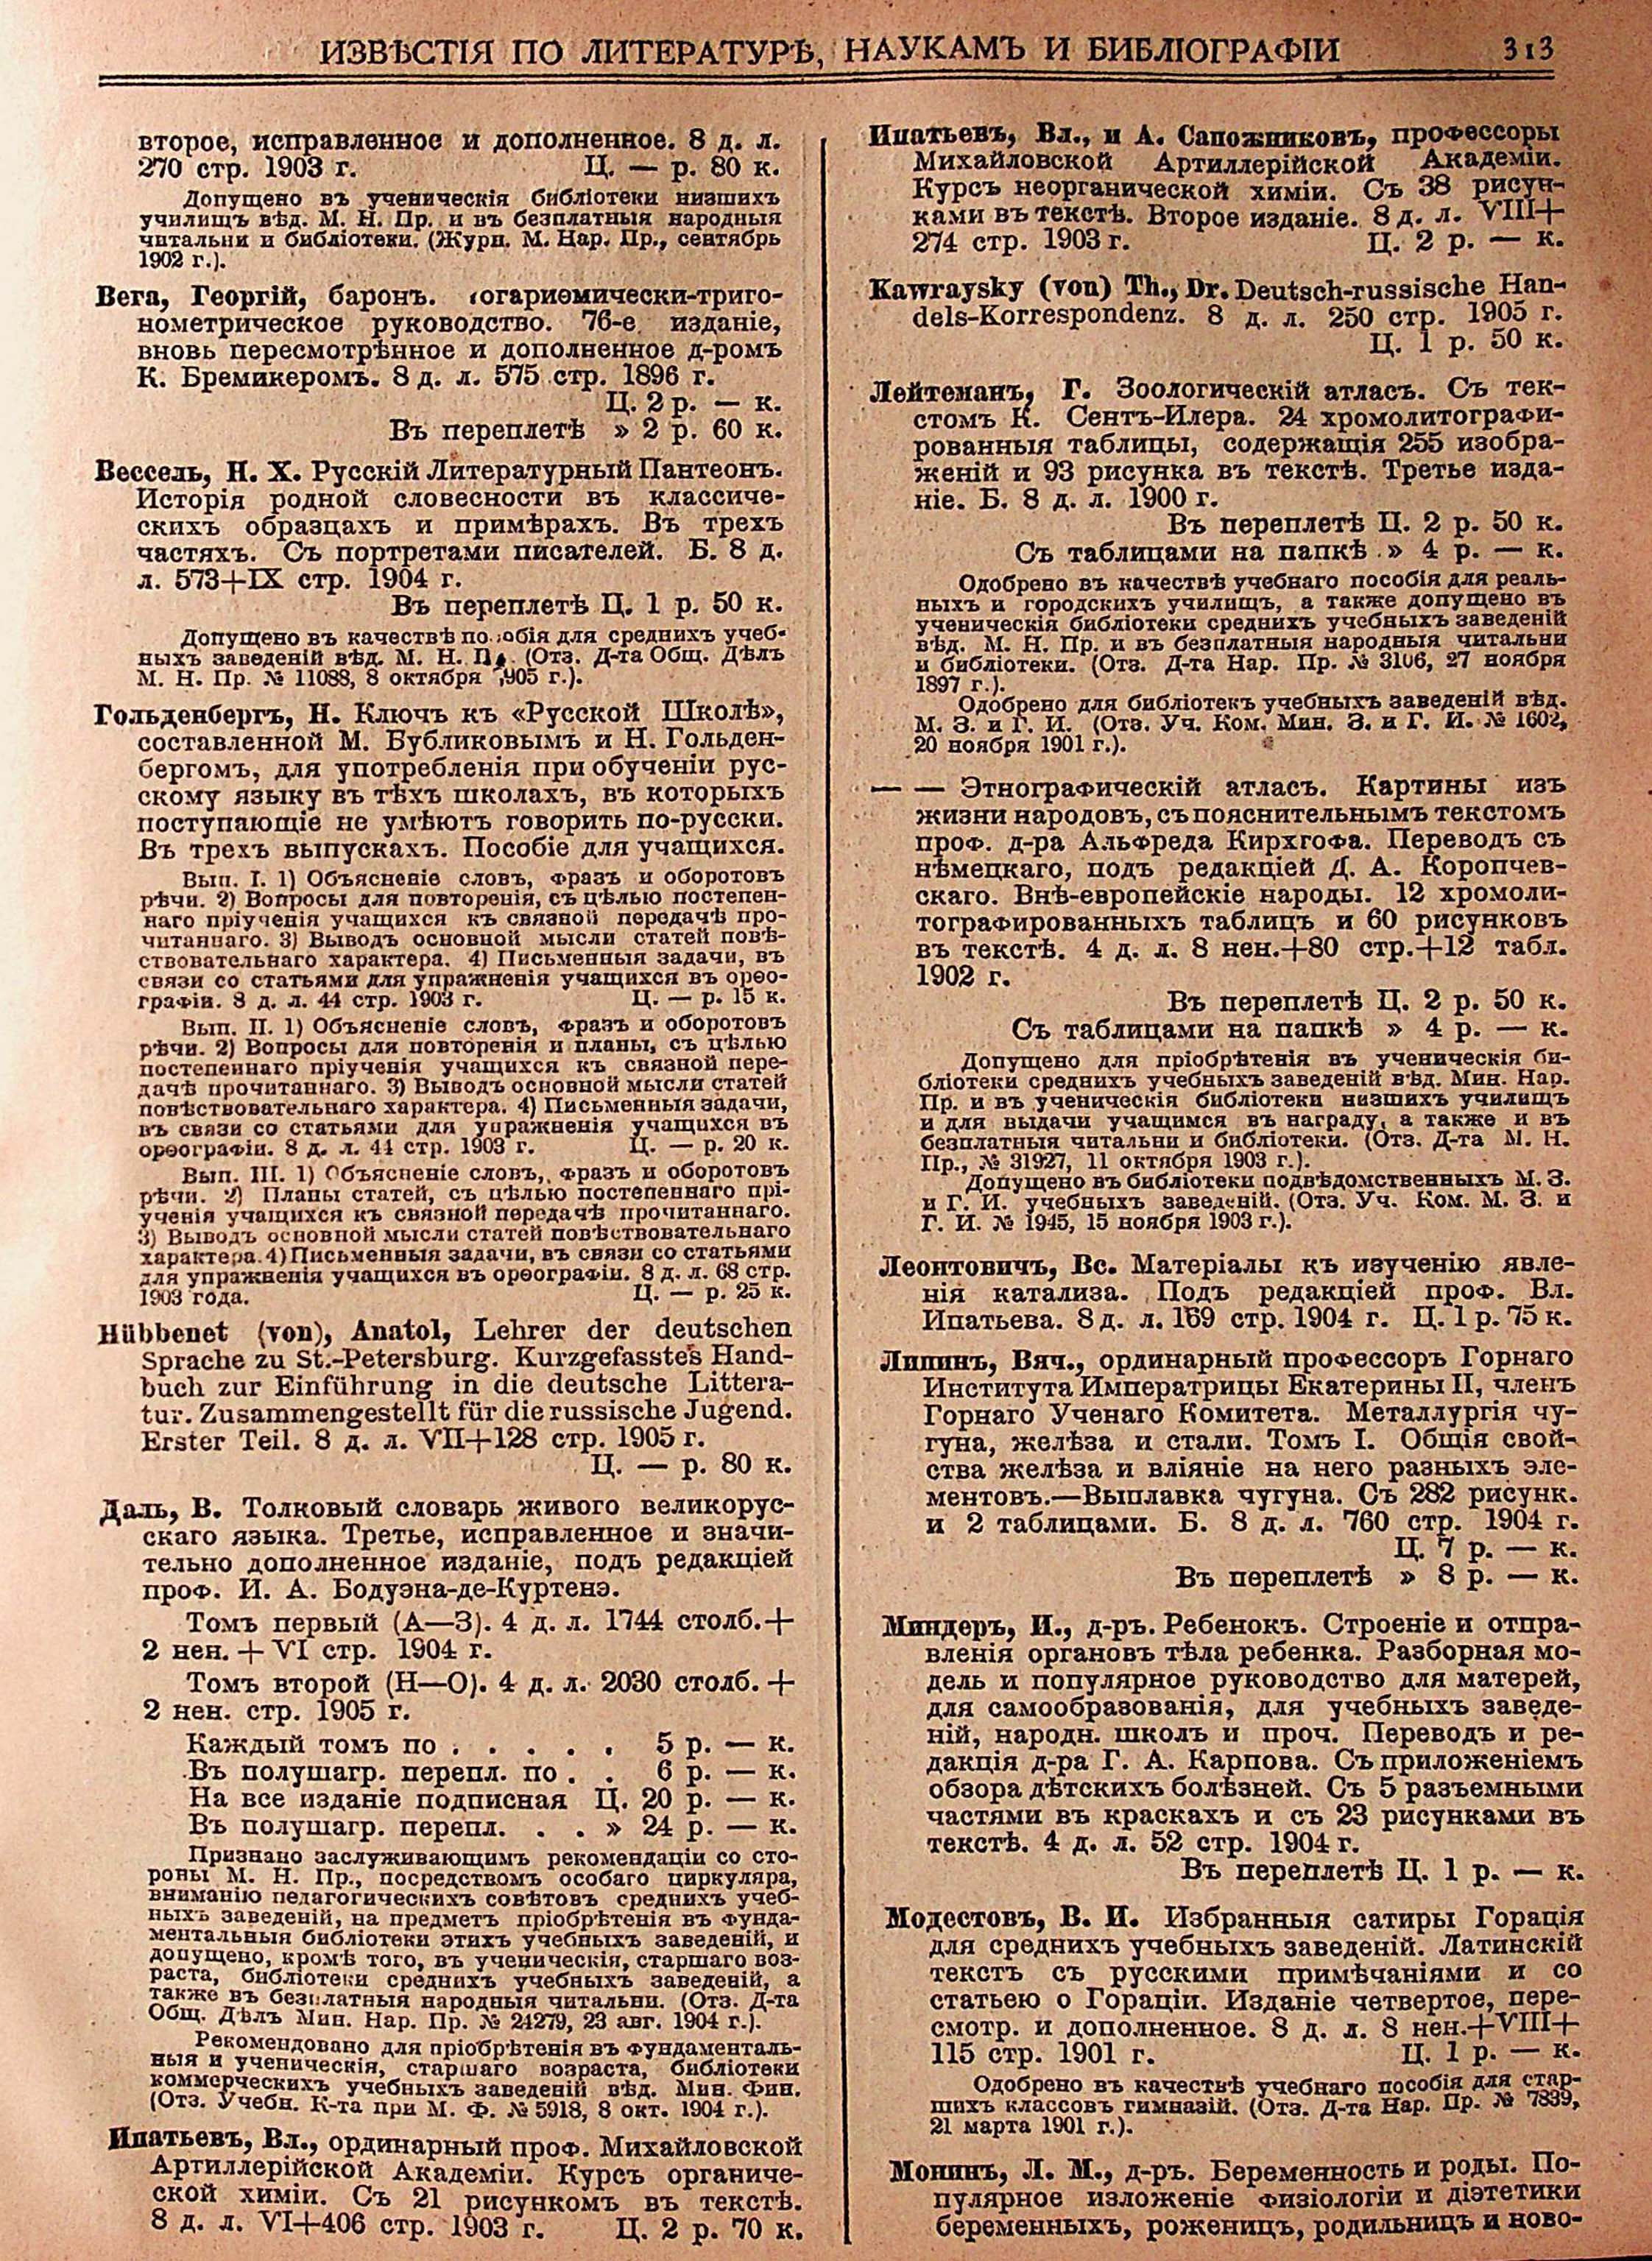 ИЗВѢСТІЯ ПО ЛИТЕРАТУРѢ, НАУКАМЪ И БИБЛІОГРАФІИ 313
второе, исправленное и дополненное. 8 д. л.
270 стр. 1903 г. Ц. — р. 80 к.
Допущено въ ученическія библіотеки низшихъ
училищъ вѣд. М. Н. Пр. и въ безплатныя народныя
читальни и библіотеки. (Журн. М. Нар. Пр., сентябрь
1902 г.).
Вега, Георгій, баронъ. огариѳмически-триго-
нометрическое руководство. 76-е изданіе,
вновь пересмотрѣнное и дополненное д-ромъ
К. Бремикеромъ. 8 д. л. 575 стр. 1896 г.
Ц. 2 р. — к.
Въ переплетѣ » 2 р. 60 к.
Вессель, Н. Х. Русскій Литературный Пантеонъ.
Исторія родной словесности въ классиче-
скихъ образцахъ и примѣрахъ. Въ трехъ
частяхъ. Съ портретами писателей. Б. 8 д.
л. 573+IX стр. 1904 г.
Въ переплетѣ Ц. 1 р. 50 к.
Допущено въ качествѣ по.обія для среднихъ учеб-
ныхъ заведеній вѣд. М. Н. П. (Отз. Д-та Общ. Дѣлъ
М. Н. Пр. № 11088, 8 октября 905 г.).
Гольденбергъ, Н. Ключъ къ «Русской Школѣ»,
составленной М. Бубликовымъ и Н. Гольден-
бергомъ, для употребленія при обученіи рус-
скому языку въ тѣхъ школахъ, въ которыхъ
поступающіе не умѣютъ говорить по-русски.
Въ трехъ выпускахъ. Пособіе для учащихся.
Вып. I. 1) Объясненіе словъ, фразъ и оборотовъ
рѣчи. 2) Вопросы для повторенія, съ цѣлью постепен-
наго пріученія учащихся къ связной передачѣ про-
читаннаго. 3) Выводъ основной мысли статей повѣ-
ствовательнаго характера. 4) Письменныя задачи, въ
связи со статьями для упражненія учащихся въ орѳо-
графіи. 8 д. л. 44 стр. 1903 г. Ц. — р. 15 к.
Вып. II. 1) Объясненіе словъ, фразъ и оборотовъ
рѣчи. 2) Вопросы для повторенія и планы, съ цѣлью
постепеннаго пріученія учащихся къ связной пере-
дачѣ прочитаннаго. 3) Выводъ основной мысли статей
повѣствовательнаго характера. 4) Письменныя задачи,
въ связи со статьями для упражненія учащихся въ
орѳографіи. 8 д. л. 44 стр. 1903 г. Ц. — р. 20 к.
Вып. III. 1) Объясненіе словъ, фразъ и оборотовъ
рѣчи. 2) Планы статей, съ цѣлью постепеннаго прі-
ученія учащихся къ связной передачѣ прочитаннаго.
3) Выводъ основной мысли статей повѣствовательнаго
характера. 4) Письменныя задачи, въ связи со статьями
для упражненія учащихся въ орѳографіи. 8 д. л. 68 стр.
1903 года. Ц. — р. 25 к.
Hübbenet (von), Anatol, Lehrer der deutschen
Sprache zu St.-Petersburg. Kurzgefasstes Hand-
buch zur Einführung in die deutsche Littera-
tur. Zusammengestellt für die russische Jugend.
Erster Teil. 8 д. л. VII+128 стр. 1905 г.
Ц. — р. 80 к.
Даль, В. Толковый словарь живого великорус-
скаго языка. Третье, исправленное и значи-
тельно дополненное изданіе, подъ редакціей
проф. И. А. Бодуэна-де-Куртенэ.
Томъ первый (А—З). 4 д. л. 1744 столб.+
2 нен. + VI стр. 1904 г.
Томъ второй (Н—О). 4 д. л. 2030 столб. +
2 нен. стр. 1905 г.
Каждый томъ по . . . . . . 5 р. — к.
Въ полушагр. перепл. по . . 6 р. — к.
На все изданіе подписная Ц. 20 р. — к.
Въ полушагр. перепл. . . . » 24 р. — к.
Признано заслуживающимъ рекомендаціи со сто-
роны М. Н. Пр., посредствомъ особаго циркуляра,
вниманію педагогическихъ совѣтовъ среднихъ учеб-
ныхъ заведеній, на предметъ пріобрѣтенія въ фунда-
ментальныя библіотеки этихъ учебныхъ заведеній, и
допущено, кромѣ того, въ ученическія, старшаго воз-
раста, библіотеки среднихъ учебныхъ заведеній, а
также въ безплатныя народныя читальни. (Отз. Д-та
Общ. Дѣлъ Мин. Нар. Пр. № 24279, 23 авг. 1904 г.).
Рекомендовано для пріобрѣтенія въ фундаменталь-
ныя и ученическія, старшаго возраста, библіотеки
коммерческихъ учебныхъ заведеній вѣд. Мин. Фин.
(Отз. Учебн. К-та при М. Ф. № 5918, 8 окт. 1904 г.).
Ипатьевъ, Вл., ординарный проф. Михайловской
Артиллерійской Академіи. Курсъ органиче-
ской химіи. Съ 21 рисункомъ въ текстѣ.
8 д. л. VI+406 стр. 1903 г. Ц. 2 р. 70 к.
Ипатьевъ, Вл., и А. Сапожниковъ, профессоры
Михайловской Артиллерійской Академіи.
Курсъ неорганической химіи. Съ 38 рисун-
ками въ текстѣ. Второе изданіе. 8 д. л. VIII+
274 стр. 1903 г. Ц. 2 р. — к.
Kawraysky (von) Th., Dr. Deutsch-russische Han-
dels-Korrespondenz. 8 д. л. 250 стр. 1905 г.
Ц. 1 р. 50 к.
Лейтеманъ, Г. Зоологическій атласъ. Съ тек-
стомъ К. Сентъ-Илера. 24 хромолитографи-
рованныя таблицы, содержащія 255 изобра-
женій и 93 рисунка въ текстѣ. Третье изда-
ніе. Б. 8 д. л. 1900 г.
Въ переплетѣ Ц. 2 р. 50 к.
Съ таблицами на папкѣ » 4 р. — к.
Одобрено въ качествѣ учебнаго пособія для реаль-
ныхъ и городскихъ училищъ, а также допущено въ
ученическія библіотеки среднихъ учебныхъ заведеній
вѣд. М. Н. Пр. и въ безплатныя народныя читальни
и библіотеки. (Отз. Д-та Нар. Пр. № 3106, 27 ноября
1897 г.).
Одобрено для библіотекъ учебныхъ заведеній вѣд.
М. З. и Г. И. (Отз. Уч. Ком. Мин. З. и Г. И. № 1602,
20 ноября 1901 г.).
— — Этнографическій атласъ. Картины изъ
жизни народовъ, съ пояснительнымъ текстомъ
проф. д-ра Альфреда Кирхгофа. Переводъ съ
нѣмецкаго, подъ редакціей Д. А. Коропчев-
скаго. Внѣ-европейскіе народы. 12 хромоли-
тографированныхъ таблицъ и 60 рисунковъ
въ текстѣ. 4 д. л. 8 нен.+80 стр.+12 табл.
1902 г.
Въ переплетѣ Ц. 2 р. 50 к.
Съ таблицами на папкѣ » 4 р. — к.
Допущено для пріобрѣтенія въ ученическія би-
бліотеки среднихъ учебныхъ заведеній вѣд. Мин. Нар.
Пр. и въ ученическія библіотеки низшихъ училищъ
и для выдачи учащимся въ награду, а также и въ
безплатныя читальни и библіотеки. (Отз. Д-та М. Н.
Пр., № 31927, 11 октября 1903 г.).
Допущено въ библіотеки подвѣдомственныхъ М. З.
и Г. И. учебныхъ заведеній. (Отз. Уч. Ком. М. З. и
Г. И. № 1945, 15 ноября 1903 г.).
Леонтовичъ, Вс. Матеріалы къ изученію явле-
нія катализа. Подъ редакціей проф. Вл.
Ипатьева. 8 д. л. 159 стр. 1904 г. Ц. 1 р. 75 к.
Липинъ, Вяч., ординарный профессоръ Горнаго
Института Императрицы Екатерины II, членъ
Горнаго Ученаго Комитета. Металлургія чу-
гуна, желѣза и стали. Томъ I. Общія свой-
ства желѣза и вліяніе на него разныхъ эле-
ментовъ.—Выплавка чугуна. Съ 282 рисунк.
и 2 таблицами. Б. 8 д. л. 760 стр. 1904 г.
Ц. 7 р. — к.
Въ переплетѣ » 8 р. — к.
Миндеръ, И., д-ръ. Ребенокъ. Строеніе и отпра-
вленія органовъ тѣла ребенка. Разборная мо-
дель и популярное руководство для матерей,
для самообразованія, для учебныхъ заведе-
ній, народн. школъ и проч. Переводъ и ре-
дакція д-ра Г. А. Карпова. Съ приложеніемъ
обзора дѣтскихъ болѣзней. Съ 5 разъемными
частями въ краскахъ и съ 23 рисунками въ
текстѣ. 4 д. л. 52 стр. 1904 г.
Въ переплетѣ Ц. 1 р. — к.
Модестовъ, В. И. Избранныя сатиры Горація
для среднихъ учебныхъ заведеній. Латинскій
текстъ съ русскими примѣчаніями и со
статьею о Гораціи. Изданіе четвертое, пере-
смотр. и дополненное. 8 д. л. 8 нен.+VIII+
115 стр. 1901 г. Ц. 1 р. — к.
Одобрено въ качествѣ учебнаго пособія для стар-
шихъ классовъ гимназій. (Отз. Д-та Нар. Пр. № 7839,
21 марта 1901 г.).
Монинъ, Л. М., д-ръ. Беременность и роды. По-
пулярное изложеніе физіологіи и діэтетики
беременныхъ, роженицъ, родильницъ и ново-